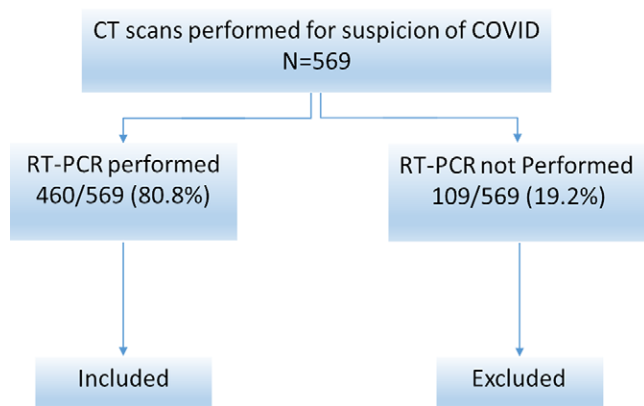 CT scans performed for suspicion of COVID
N=569
RT-PCR performed
460/569 (80.8%)
RT-PCR not Performed
109/569 (19.2%)
Included
Excluded